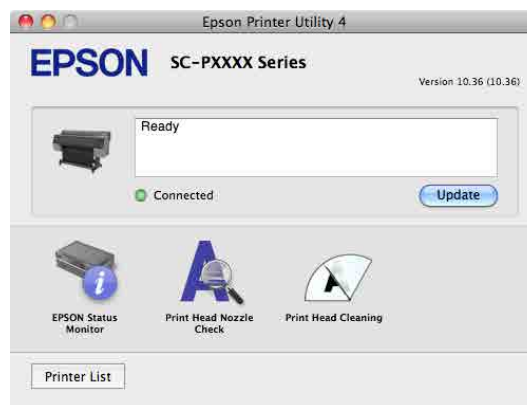 Epson Printer Utility 4
EPSON SC-PXXXX Series
Version 10.36 (10.36)
Ready
Connected
Update
EPSON Status
Monitor
Print Head Nozzle
Check
Print Head Cleaning
Printer List